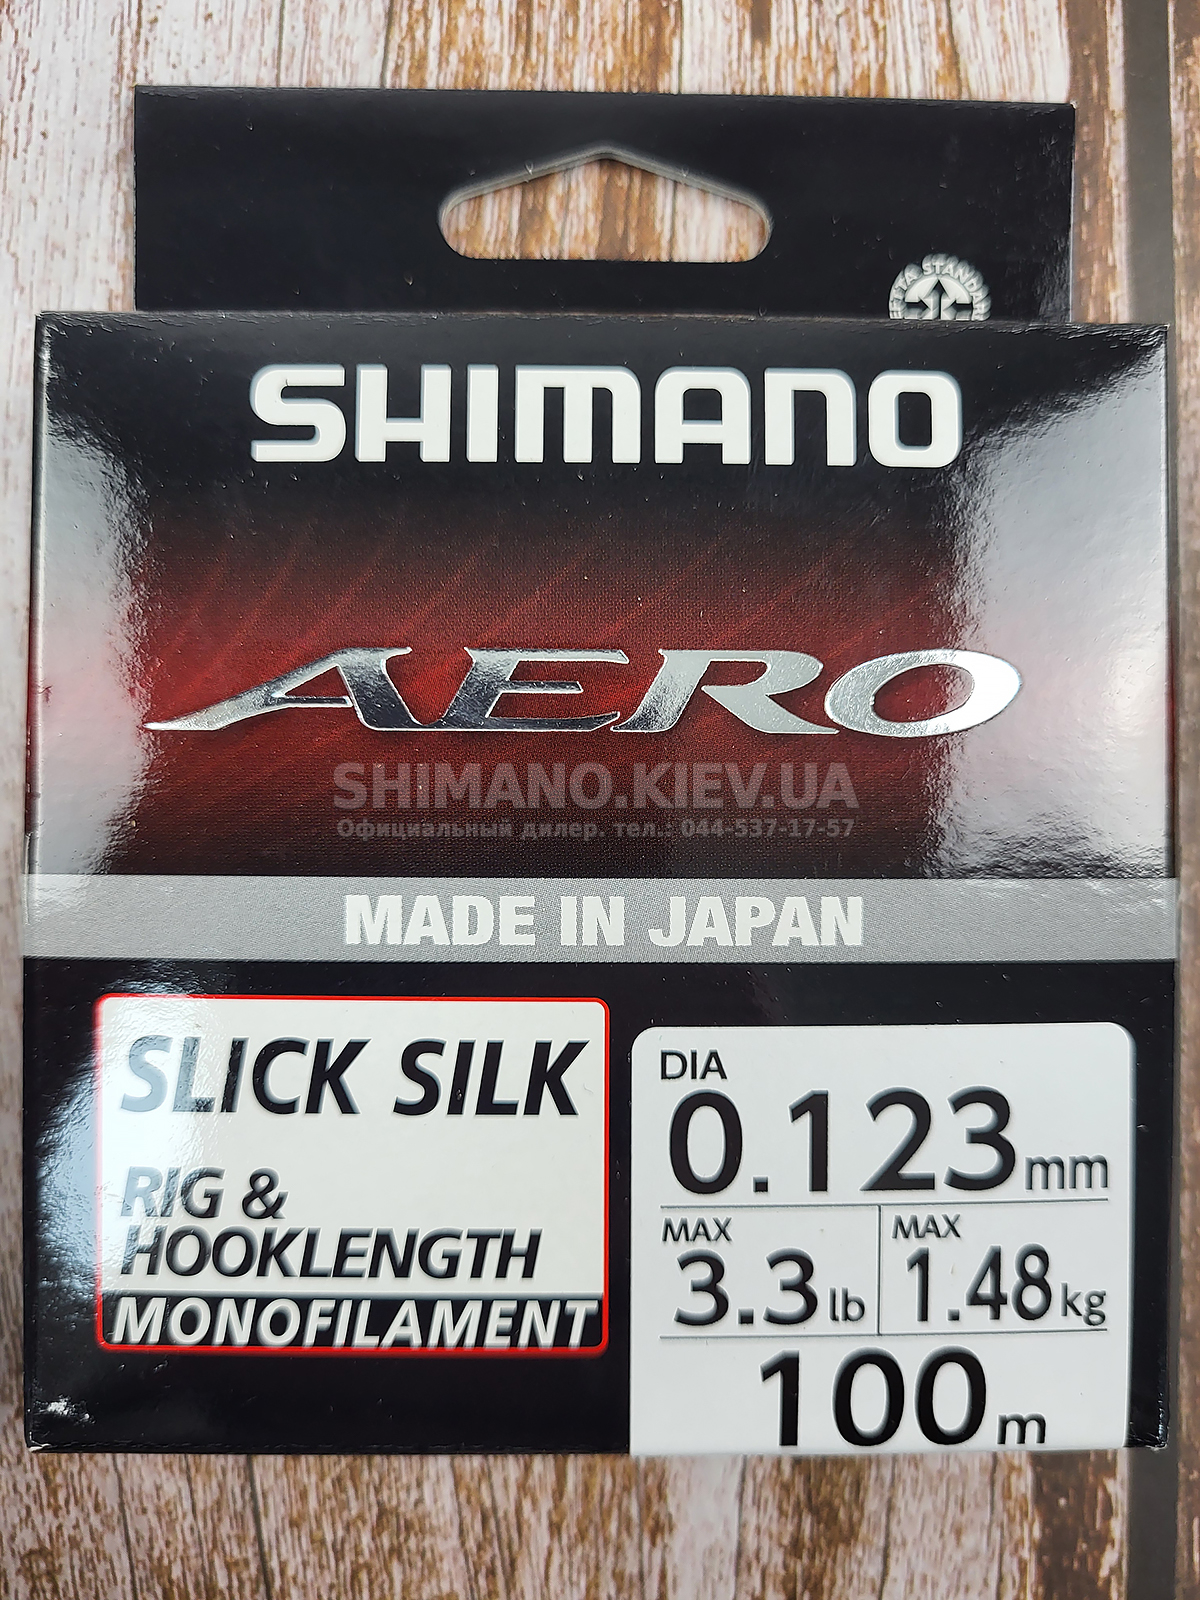 STANDARD
SHIMANO
AERO
SHIMANO.KIEV.UA
Официальный дилер. тел.: 044-537-17-57
MADE IN JAPAN
SLICK SILK
RIG &
HOOKLENGTH
MONOFILAMENT
DIA
0.123mm
MAX MAX
3.3lb 1.48kg
100m